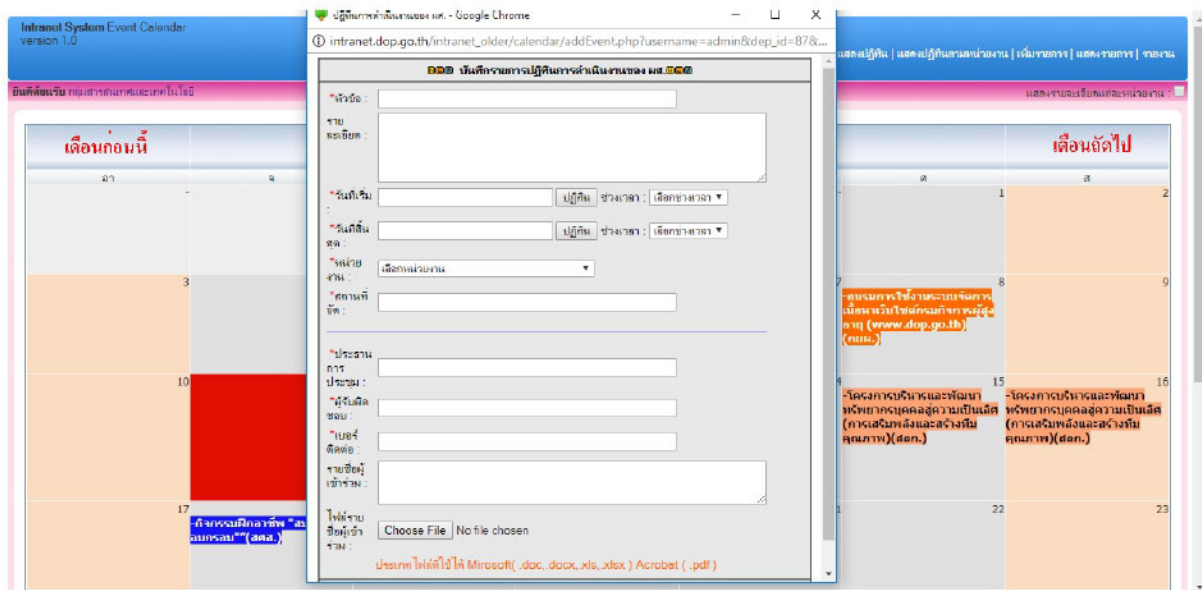 Intranet System Event Calendar
version 1.0
ปฏิทินการดำเนินงานของ ผส. - Google Chrome
intranet.dop.go.th/intranet_older/calendar/addEvent.php?username=admin&dep_id=87&...
แสดงปฏิทิน | แสดงปฏิทินตามหน่วยงาน | เพิ่มรายการ | แสดงรายการ | รายงาน
ยินดีต้อนรับ กลุ่มสารสนเทศและเทคโนโลยี
แสดงรายละเอียดแต่ละหน่วยงาน :
เดือนก่อนนี้
เดือนถัดไป
อา
จ
ศ
ส
บันทึกรายการปฏิทินการดำเนินงานของ ผส.
*หัวข้อ :
ราย
ละเอียด :
*วันที่เริ่ม
:
ปฏิทิน ช่วงเวลา : เลือกช่วงเวลา
*วันที่สิ้น
สุด :
ปฏิทิน ช่วงเวลา : เลือกช่วงเวลา
*หน่วย
งาน :
เลือกหน่วยงาน
*สถานที่
จัด :
*ประธาน
การ
ประชุม :
*ผู้รับผิด
ชอบ :
*เบอร์
ติดต่อ :
รายชื่อผู้
เข้าร่วม :
ไฟล์ราย
ชื่อผู้เข้า
ร่วม :
Choose File No file chosen
ประเภทไฟล์ที่ใช้ได้ Mirosoft( .doc,.docx,.xls,.xlsx ) Acrobat ( .pdf )
-
1
2
3
7
8
9
-อบรมการใช้งานระบบจัดการ
เนื้อหาเว็บไซต์กรมกิจการผู้สูง
อายุ (www.dop.go.th)
(กยผ.)
10
15
16
-โครงการบริหารและพัฒนา
ทรัพยากรบุคคลสู่ความเป็นเลิศ
(การเสริมพลังและสร้างทีม
คุณภาพ)(สลก.)
-โครงการบริหารและพัฒนา
ทรัพยากรบุคคลสู่ความเป็นเลิศ
(การเสริมพลังและสร้างทีม
คุณภาพ)(สลก.)
17
-กิจกรรมฝึกอาชีพ
22
23